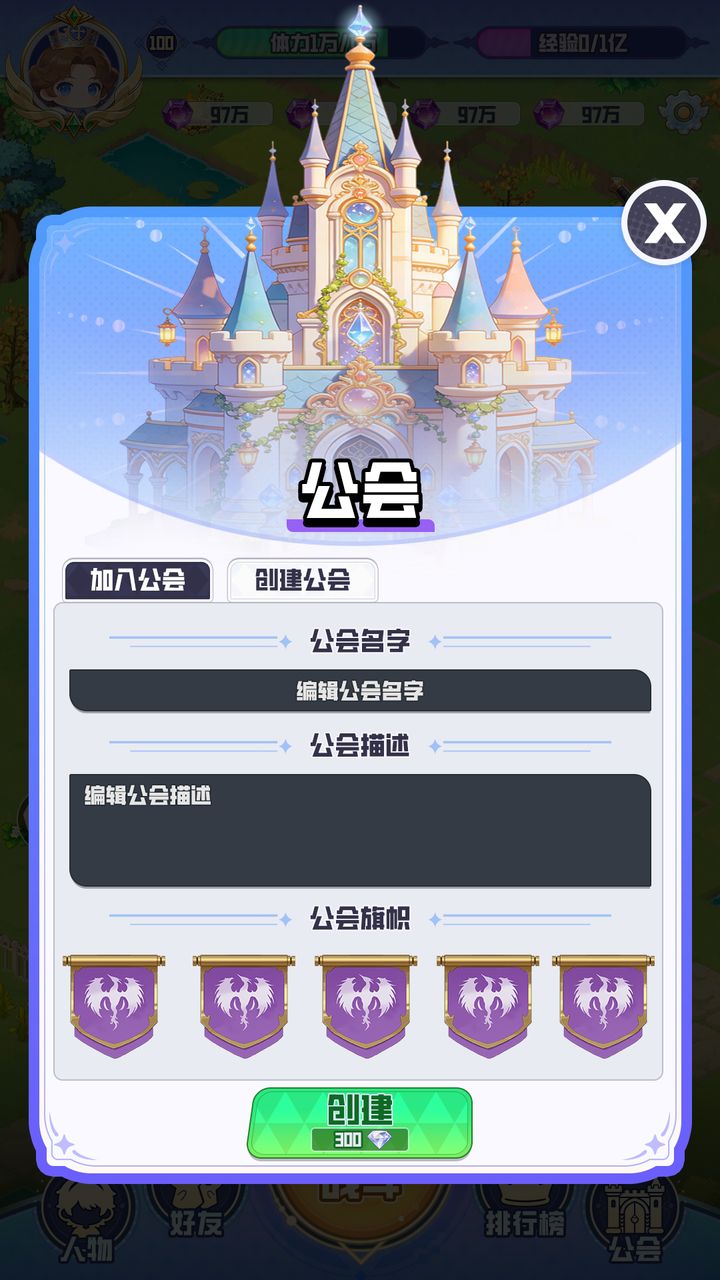 100
体力1万/
经验0/1亿
97万
97万
97万
X
公会
加入公会
创建公会
公会名字
编辑公会名字
公会描述
编辑公会描述
公会旗帜
创建
300
人物
好友
战斗
排行榜
公会